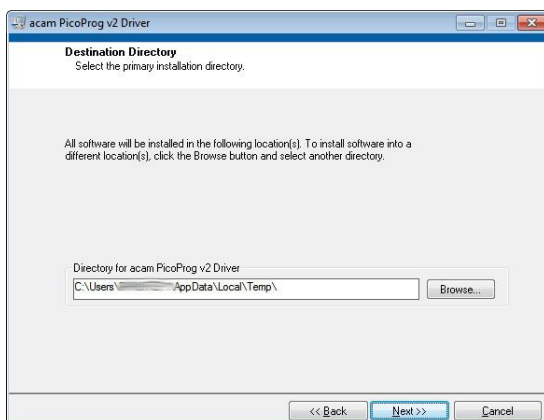 acam PicoProg v2 Driver
Destination Directory
Select the primary installation directory.
All software will be installed in the following location(s). To install software into a
different location(s), click the Browse button and select another directory.
Directory for acam PicoProg v2 Driver
C:\Users\ AppData\Local\Temp\
Browse...
<< Back
Next >>
Cancel